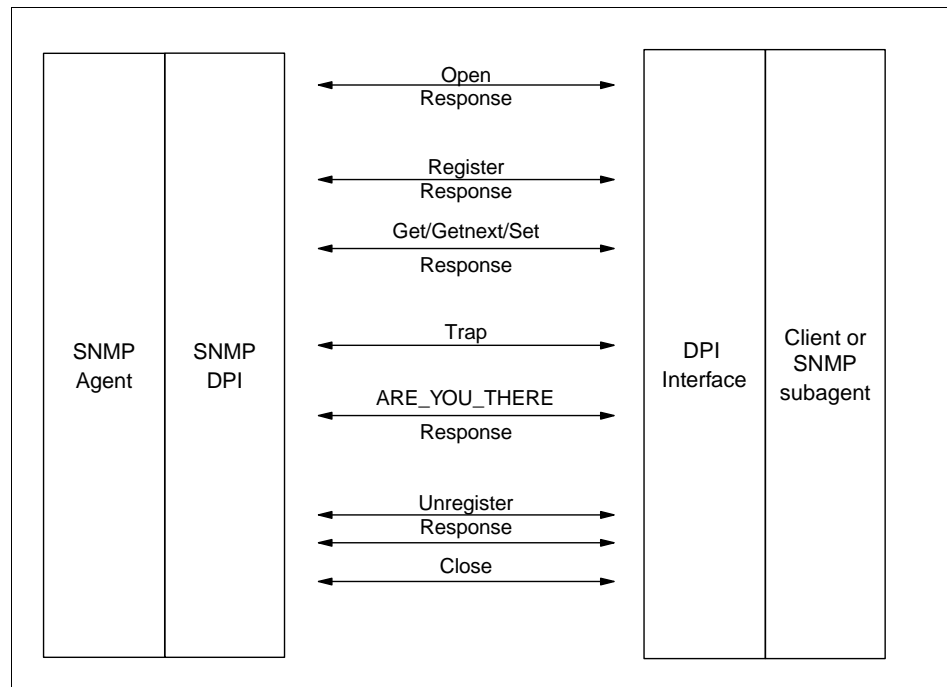 Open
Response
Register
Response
Get/Getnext/Set
Response
Trap
ARE_YOU_THERE
Response
Unregister
Response
Close
SNMP
Agent
SNMP
DPI
DPI
Interface
Client or
SNMP
subagent